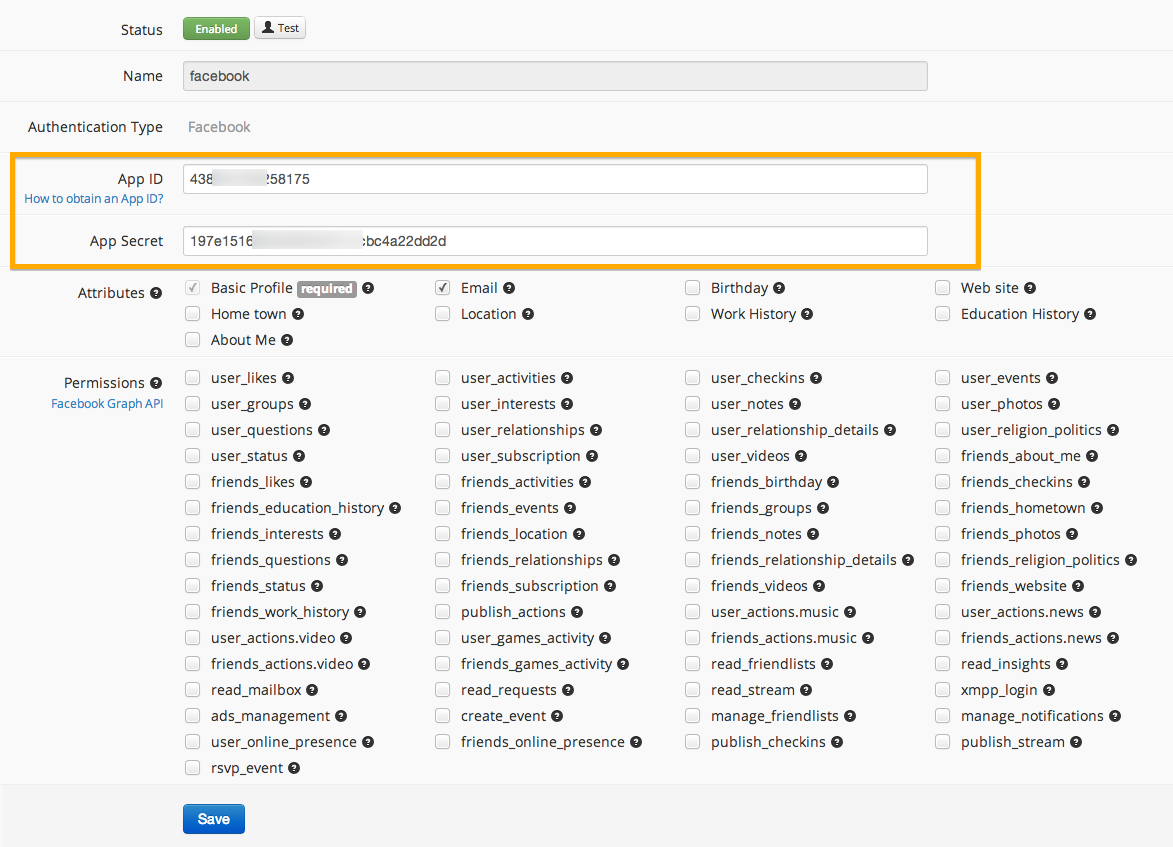 Status Enabled Test
Name facebook
Authentication Type Facebook
App ID 438 258175
How to obtain an App ID?
App Secret 197e1516 cbc4a22dd2d
Attributes ? Basic Profile required ? Email ? Birthday ? Web site ?
Home town ? Location ? Work History ? Education History ?
About Me ?
Permissions ? user_likes ? user_activities ? user_checkins ? user_events ?
Facebook Graph API user_groups ? user_interests ? user_notes ? user_photos ?
user_questions ? user_relationships ? user_relationship_details ? user_religion_politics ?
user_status ? user_subscription ? user_videos ? friends_about_me ?
friends_likes ? friends_activities ? friends_birthday ? friends_checkins ?
friends_education_history ? friends_events ? friends_groups ? friends_hometown ?
friends_interests ? friends_location ? friends_notes ? friends_photos ?
friends_questions ? friends_relationships ? friends_relationship_details ? friends_religion_politics ?
friends_status ? friends_subscription ? friends_videos ? friends_website ?
friends_work_history ? publish_actions ? user_actions.music ? user_actions.news ?
user_actions.video ? user_games_activity ? friends_actions.music ? friends_actions.news ?
friends_actions.video ? friends_games_activity ? read_friendlists ? read_insights ?
read_mailbox ? read_requests ? read_stream ? xmpp_login ?
ads_management ? create_event ? manage_friendlists ? manage_notifications ?
user_online_presence ? friends_online_presence ? publish_checkins ? publish_stream ?
rsvp_event ?
Save